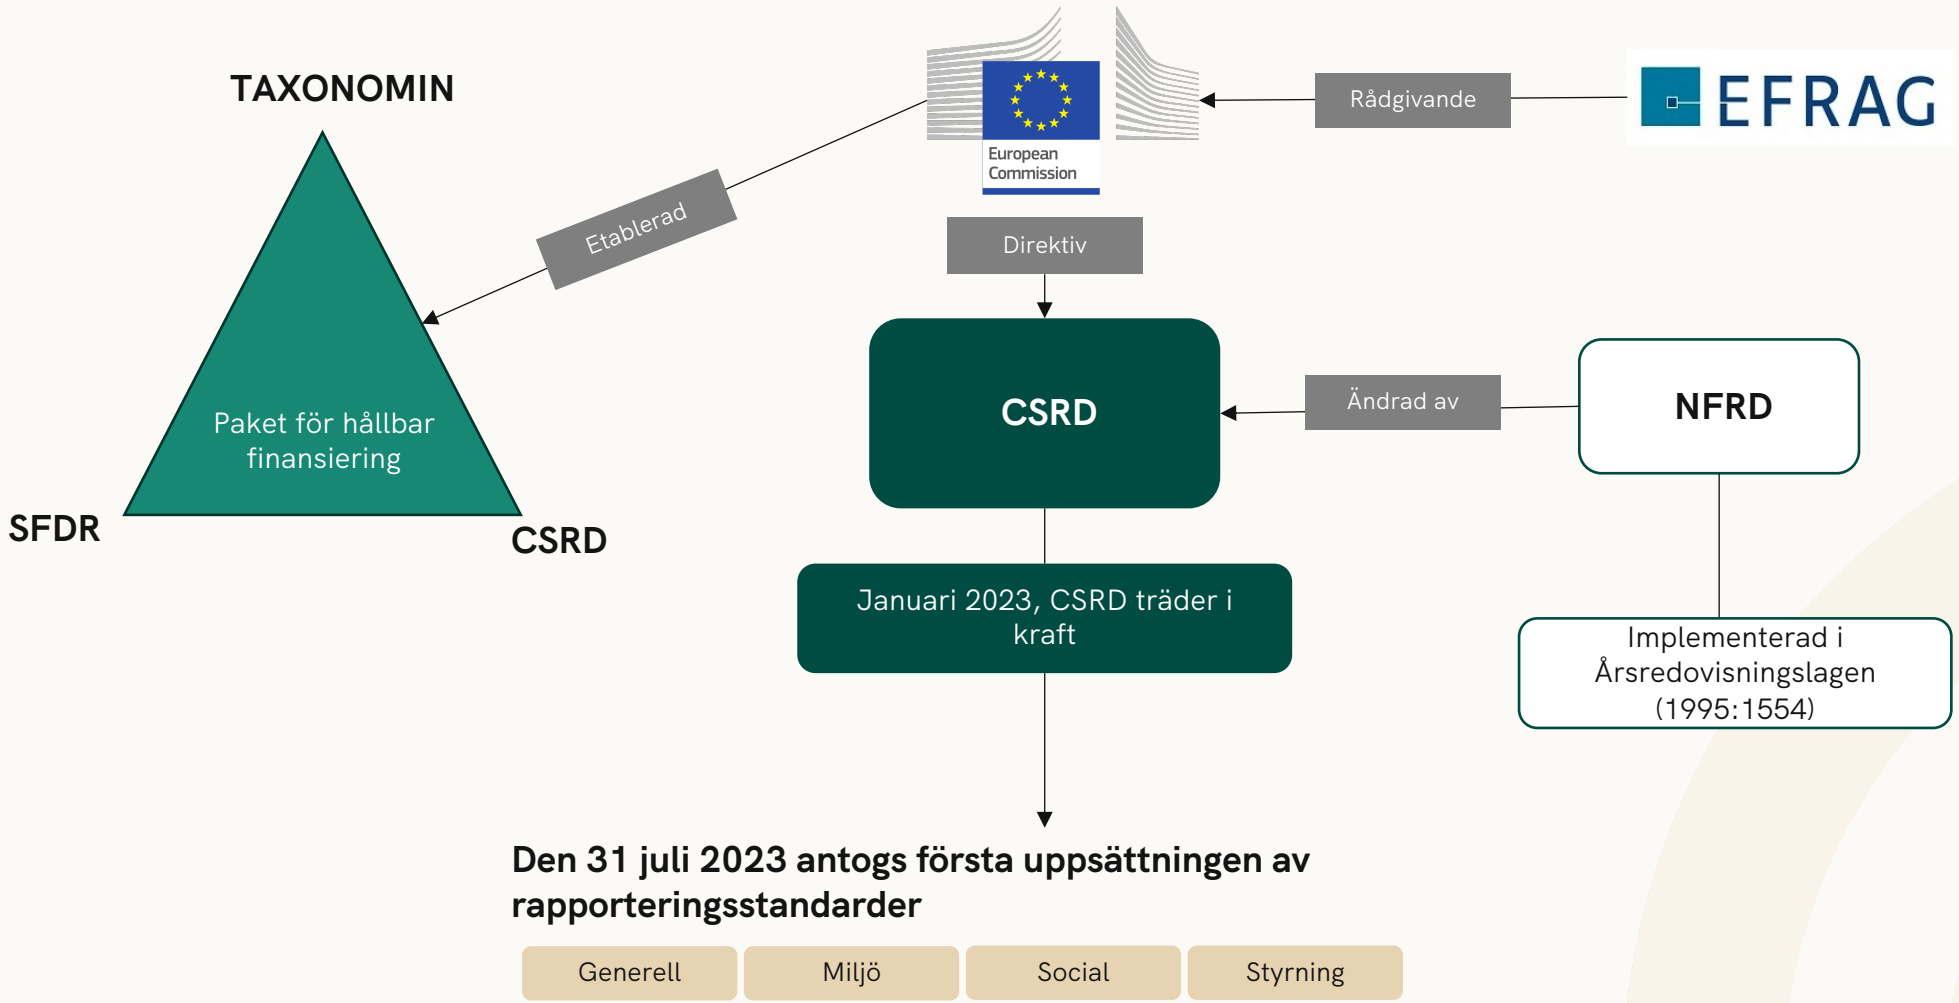 TAXONOMIN
European
Commission
Rådgivande
EFRAG
Etablerad
Direktiv
Paket för hållbar
finansiering
SFDR
CSRD
CSRD
Ändrad av
NFRD
Januari 2023, CSRD träder i
kraft
Implementerad i
Årsredovisningslagen
(1995:1554)
Den 31 juli 2023 antogs första uppsättningen av
rapporteringsstandarder
Generell
Miljö
Social
Styrning